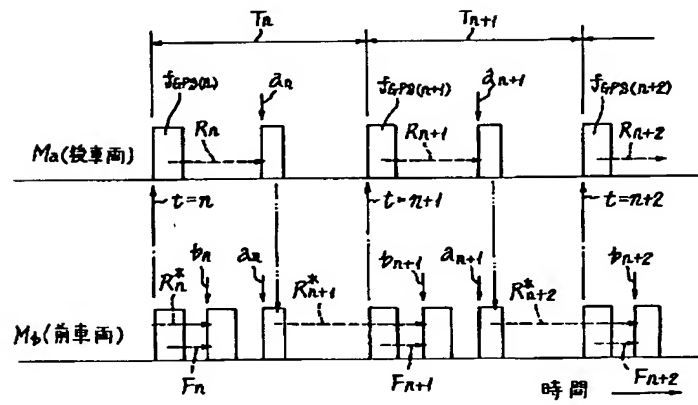 Tn Tn+1
fGPS(n) an fGPS(n+1) an+1 fGPS(n+2)
Ma(後車両) Rn Rn+1 Rn+2
t=n t=n+1 t=n+2
bn an bn+1 an+1 bn+2
R*n R*n+1 R*n+2
Mb(前車両)
Fn Fn+1 Fn+2
時間